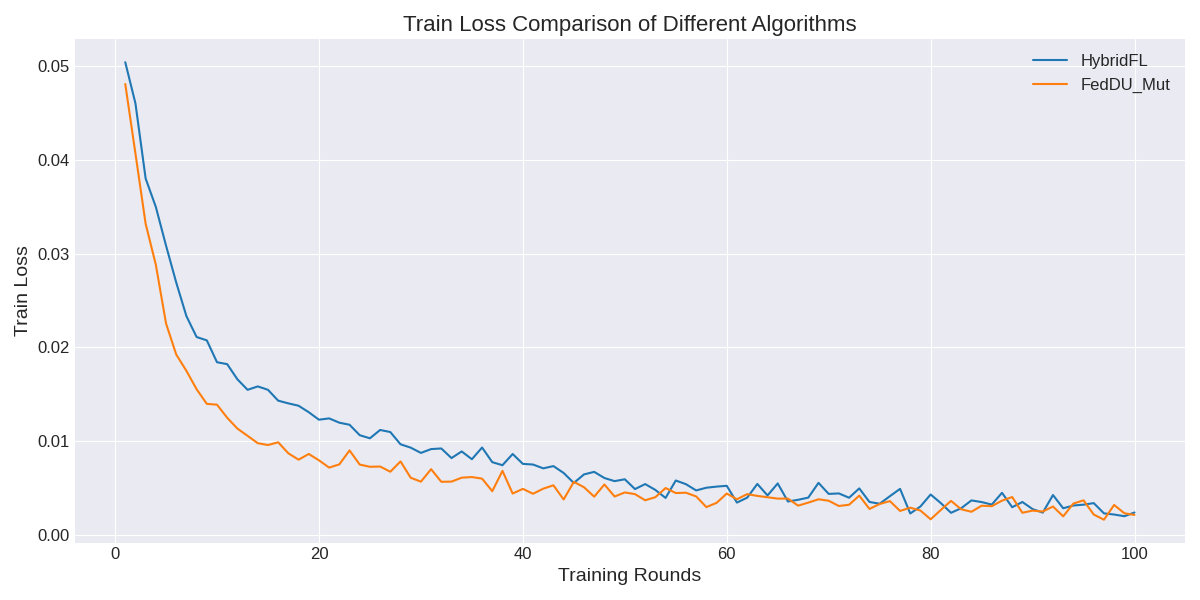 Train Loss Comparison of Different Algorithms
HybridFL
FedDU_Mut
Train Loss
0.05
0.04
0.03
0.02
0.01
0.00
0 20 40 60 80 100
Training Rounds